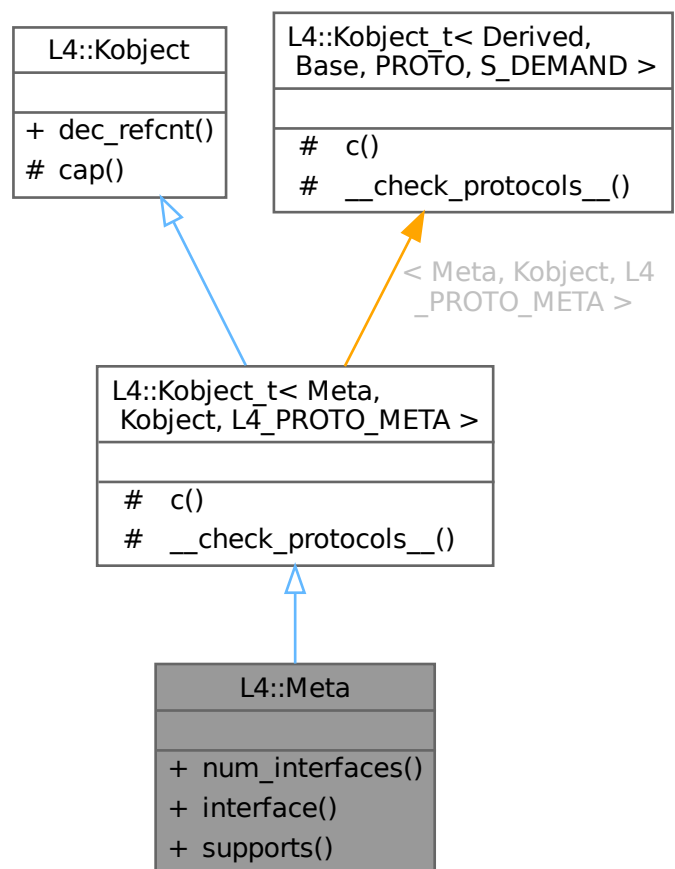 L4::Kobject
+ dec_refcnt()
# cap()
L4::Kobject_t< Derived,
Base, PROTO, S_DEMAND >
# c()
# __check_protocols__()
< Meta, Kobject, L4
_PROTO_META >
L4::Kobject_t< Meta,
Kobject, L4_PROTO_META >
# c()
# __check_protocols__()
L4::Meta
+ num_interfaces()
+ interface()
+ supports()